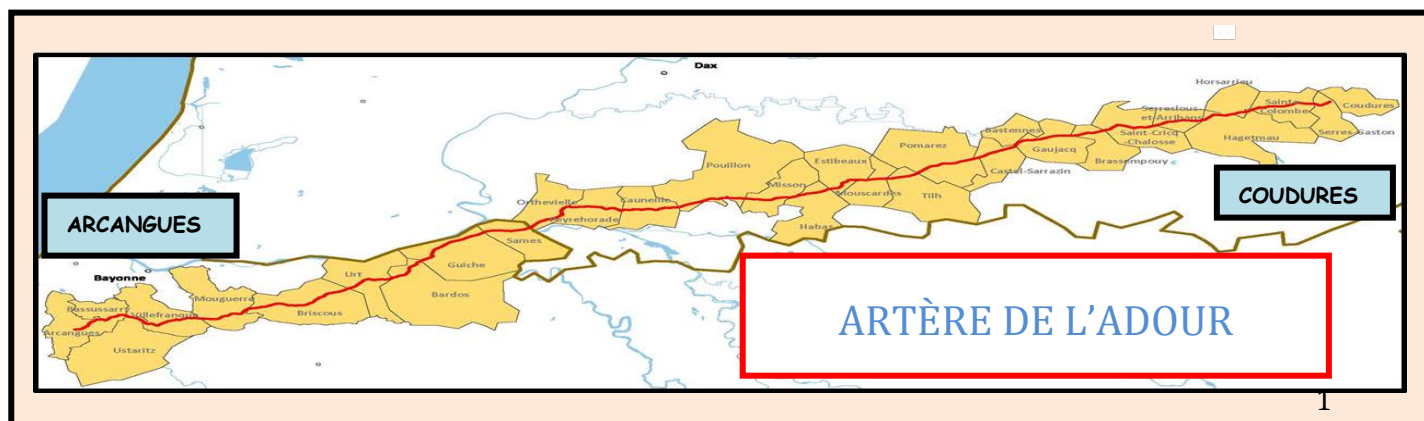 Dax
Horsarrieu
Sainte
Colombe
Coudures
Serreslous
et-Arribans
Bastennes
Saint-Cricq
Chalosse
Hagetmau
Serres-Gaston
Pomarez
Gaujacq
Brassempouy
Castel-Sarrazin
Pouillon
Estibeaux
Misson
Mouscardès
Tilh
Habas
Orthevielle
Cauneille
Peyrehorade
Sames
Guiche
Urt
Bardos
COUDURES
ARCANGUES
Bayonne
Mouguerre
Briscous
Bassussarry
Villefranque
Arcangues
Ustaritz
ARTÈRE DE L’ADOUR
1